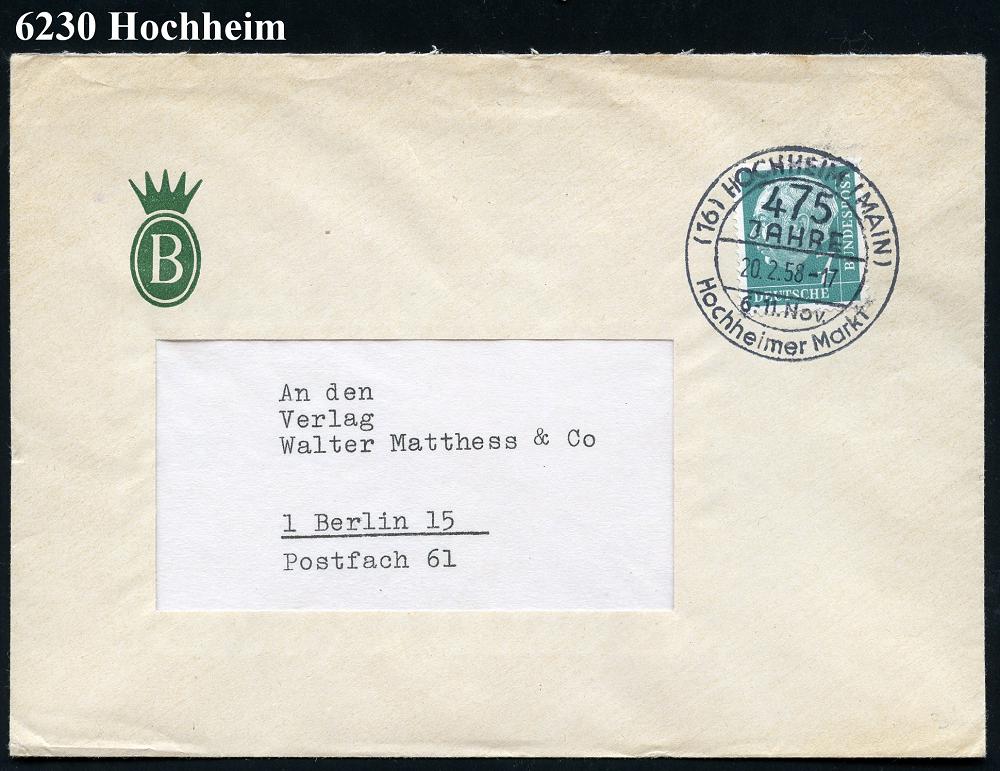 6230 Hochheim
B
(16) HOCHHEIM (MAIN)
475
JAHRE
20.2.58-17
6.-11. Nov.
Hochheimer Markt
DEUTSCHE
BUNDESPOST
7
An den
Verlag
Walter Matthess & Co
1 Berlin 15
Postfach 61